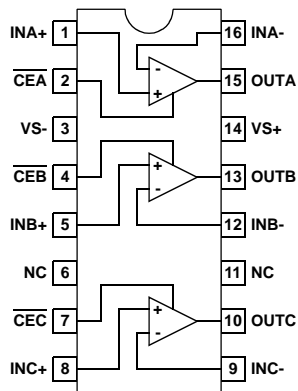 INA+ 1 16 INA-
CEA 2 - + 15 OUTA
VS- 3 14 VS+
CEB 4 + - 13 OUTB
INB+ 5 12 INB-
NC 6 11 NC
CEC 7 + - 10 OUTC
INC+ 8 9 INC-